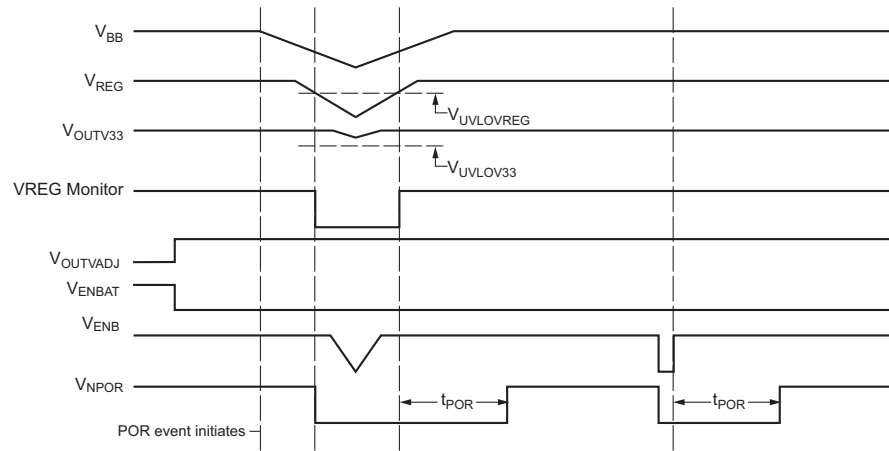 VBB
VREG
VUVLOVREG
VOUTV33
VUVLOV33
VREG Monitor
VOUTVADJ
VENBAT
VENB
VNPOR
tPOR
tPOR
POR event initiates